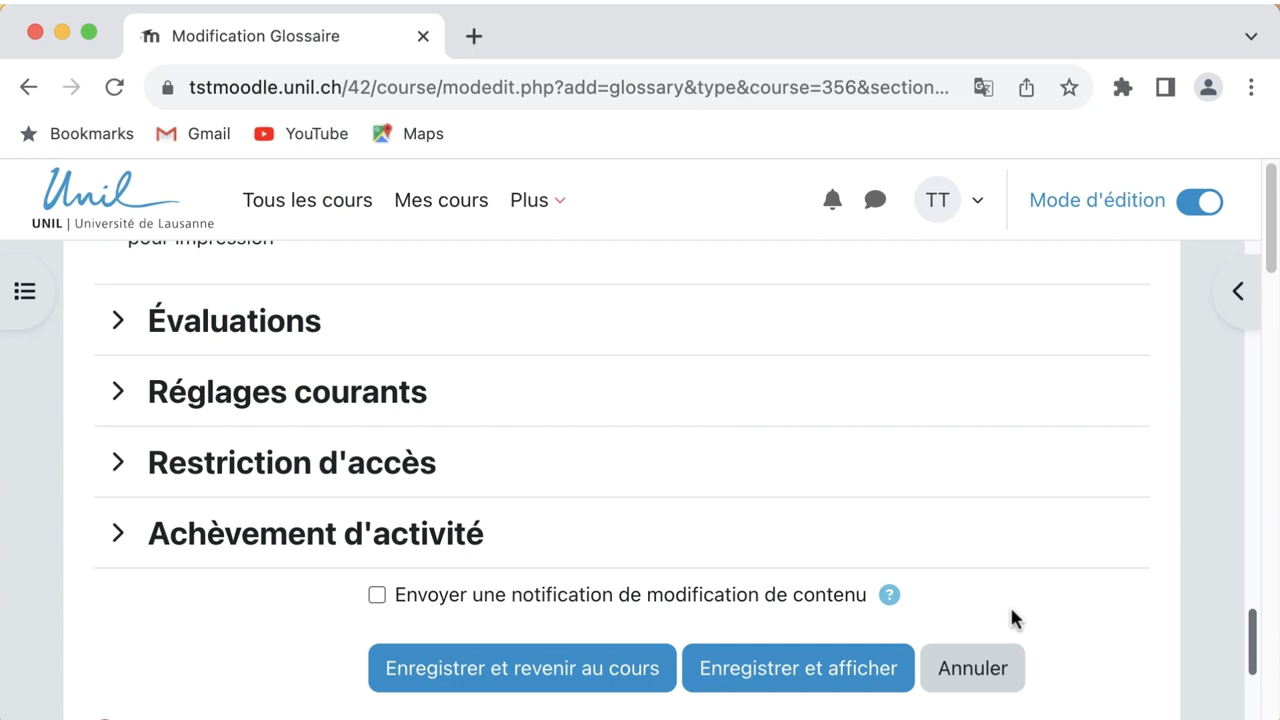 Modification Glossaire
tstmoodle.unil.ch/42/course/modedit.php?add=glossary&type&course=356&section...
Bookmarks Gmail YouTube Maps
Unil
UNIL | Université de Lausanne
Tous les cours Mes cours Plus TT Mode d'édition
pour impression
Évaluations
Réglages courants
Restriction d'accès
Achèvement d'activité
Envoyer une notification de modification de contenu ?
Enregistrer et revenir au cours Enregistrer et afficher Annuler